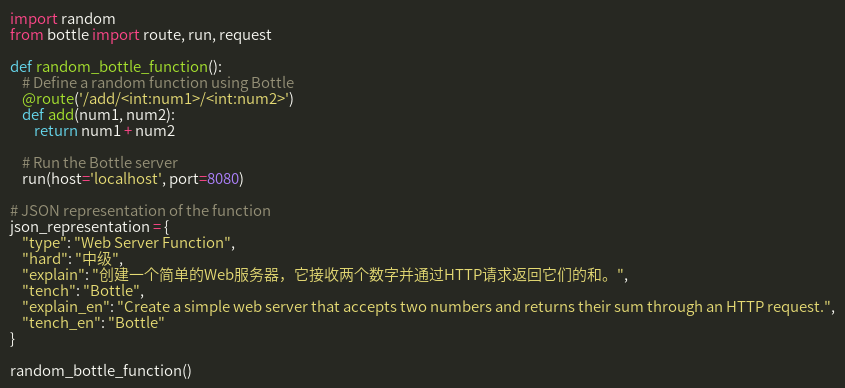 import random
from bottle import route, run, request

def random_bottle_function():
    # Define a random function using Bottle
    @route('/add/<int:num1>/<int:num2>')
    def add(num1, num2):
        return num1 + num2

    # Run the Bottle server
    run(host='localhost', port=8080)

# JSON representation of the function
json_representation = {
    "type": "Web Server Function",
    "hard": "中级",
    "explain": "创建一个简单的Web服务器，它接收两个数字并通过HTTP请求返回它们的和。",
    "tench": "Bottle",
    "explain_en": "Create a simple web server that accepts two numbers and returns their sum through an HTTP request.",
    "tench_en": "Bottle"
}

random_bottle_function()